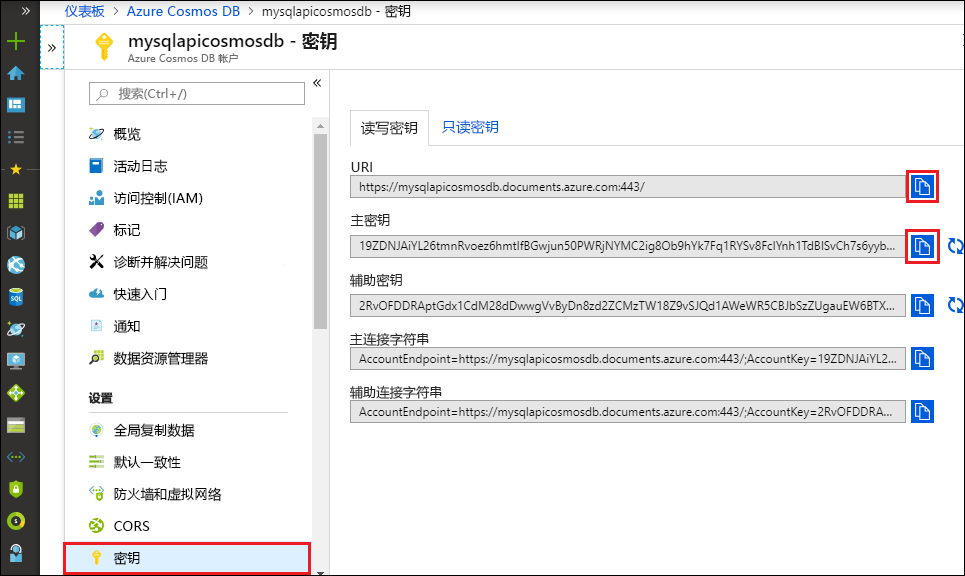 仪表板 > Azure Cosmos DB > mysqlapicosmosdb - 密钥
mysqlapicosmosdb - 密钥
Azure Cosmos DB 帐户
搜索(Ctrl+/)
概览
活动日志
访问控制(IAM)
标记
诊断并解决问题
快速入门
通知
数据资源管理器
设置
全局复制数据
默认一致性
防火墙和虚拟网络
CORS
密钥
读写密钥
只读密钥
URI
https://mysqlapicosmosdb.documents.azure.com:443/
主密钥
辅助密钥
主连接字符串
AccountEndpoint=https://mysqlapicosmosdb.documents.azure.com:443/;AccountKey=19ZDNJAiYL2...
辅助连接字符串
AccountEndpoint=https://mysqlapicosmosdb.documents.azure.com:443/;AccountKey=2RvOFDDRA...
SQL